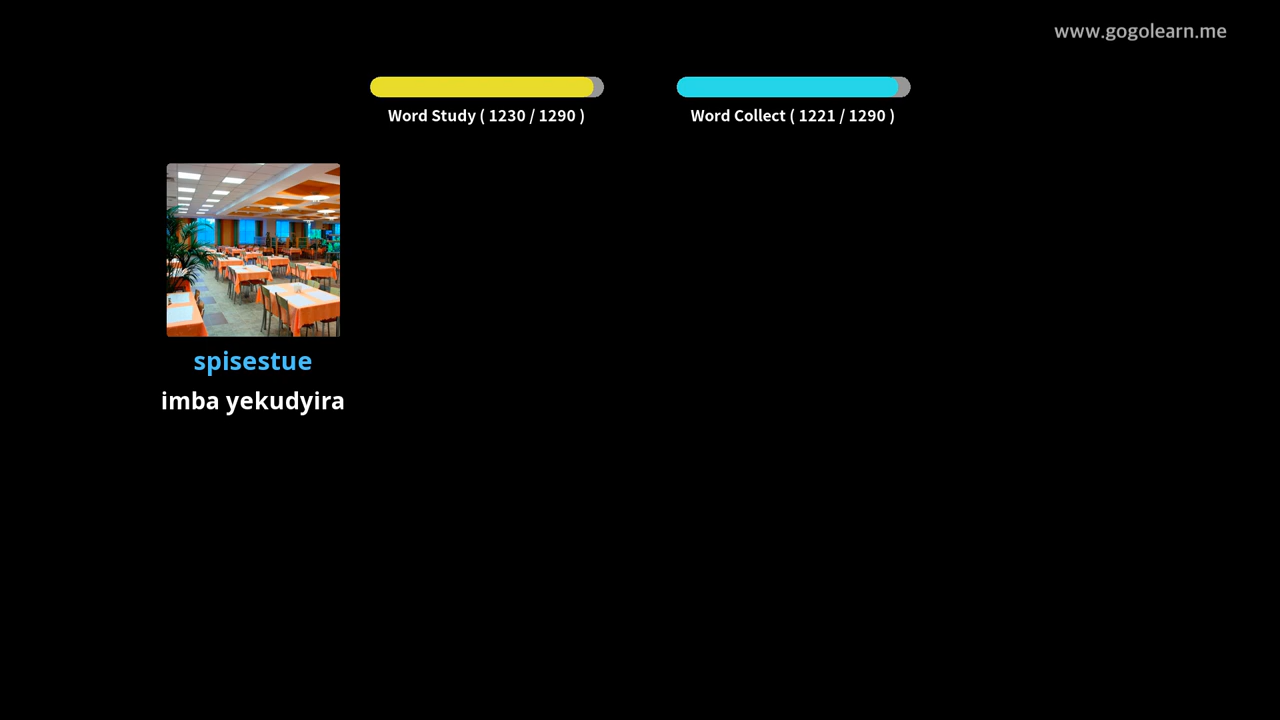 www.gogolearn.me
Word Study ( 1230 / 1290 )
Word Collect ( 1221 / 1290 )
spisestue
imba yekudyira